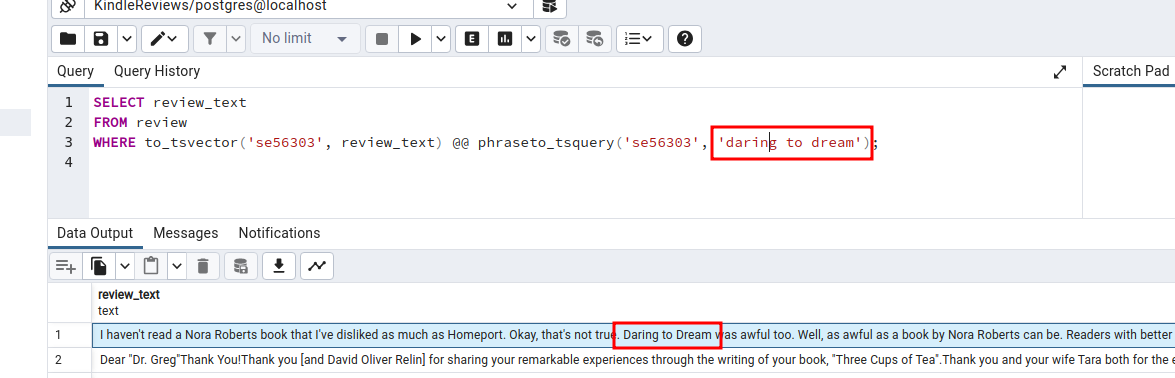 KindleReviews/postgres@localhost
No limit
E
Query
Query History
Scratch Pad
1 SELECT review_text
2 FROM review
3 WHERE to_tsvector('se56303', review_text) @@ phraseto_tsquery('se56303', 'daring to dream');
4
Data Output
Messages
Notifications
review_text
text
1 I haven't read a Nora Roberts book that I've disliked as much as Homeport. Okay, that's not true. Daring to Dream was awful too. Well, as awful as a book by Nora Roberts can be. Readers with better
2 Dear "Dr. Greg"Thank You!Thank you [and David Oliver Relin] for sharing your remarkable experiences through the writing of your book, "Three Cups of Tea".Thank you and your wife Tara both for the